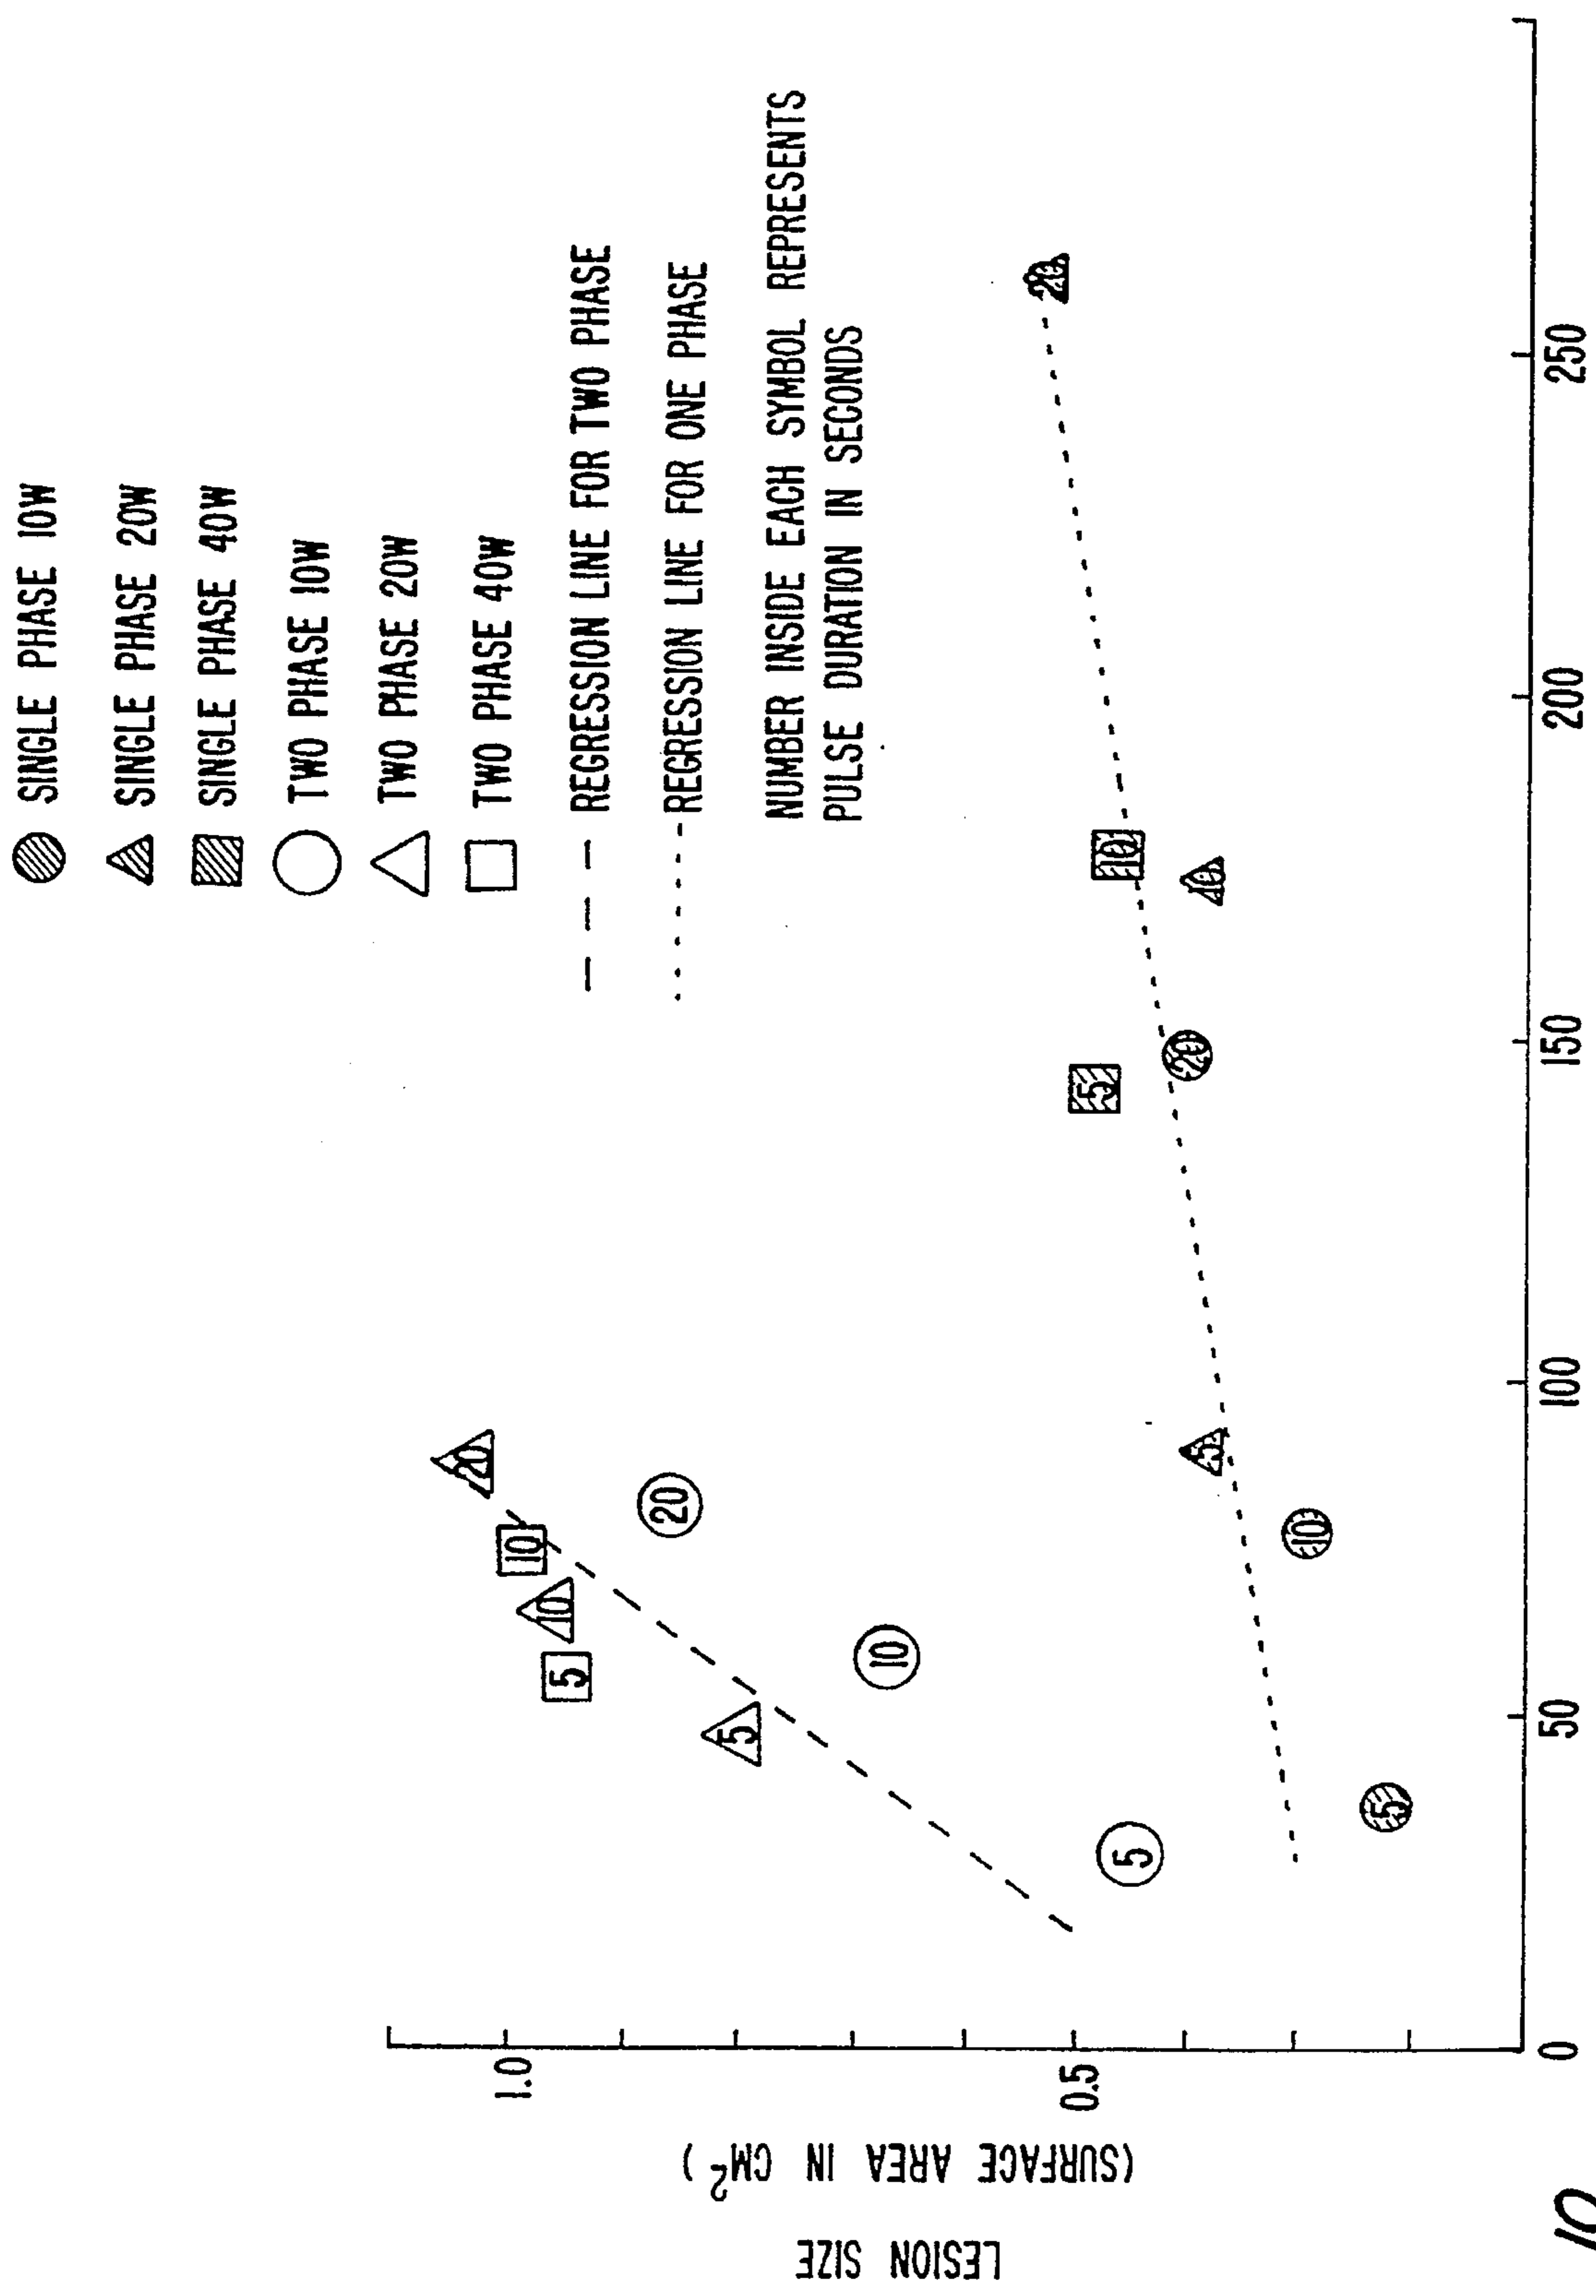 SINGLE PHASE 10W
SINGLE PHASE 20W
SINGLE PHASE 40W
TWO PHASE 10W
TWO PHASE 20W
TWO PHASE 40W
REGRESSION LINE FOR TWO PHASE
REGRESSION LINE FOR ONE PHASE
NUMBER INSIDE EACH SYMBOL REPRESENTS
PULSE DURATION IN SECONDS
LESION SIZE
(SURFACE AREA IN CM²)
1.0
0.5
20
10
10
5
20
5
10
5
20
10
5
10
20
5
10
5
0
50
100
150
200
250